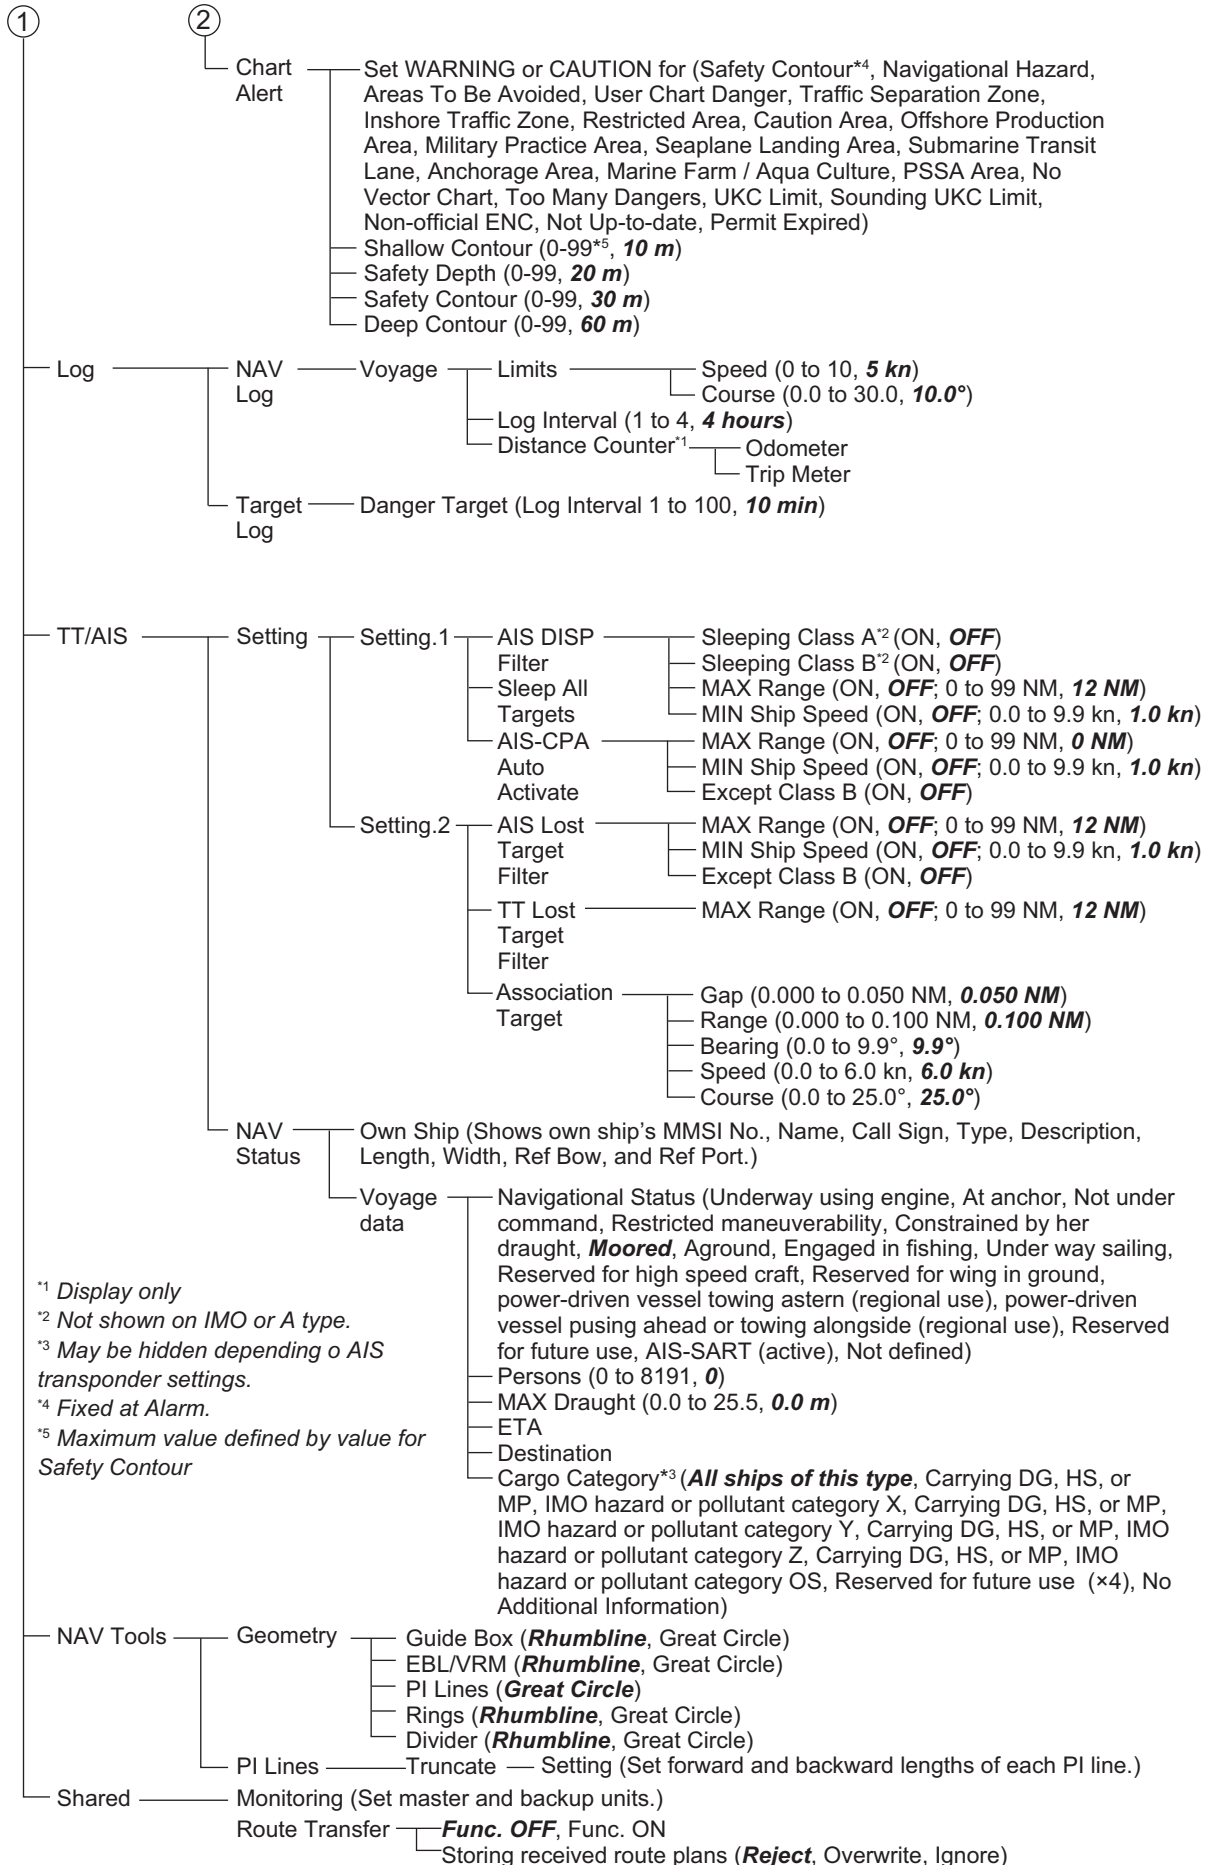 1 2
Chart Set WARNING or CAUTION for (Safety Contour*4, Navigational Hazard,
Alert Areas To Be Avoided, User Chart Danger, Traffic Separation Zone,
Inshore Traffic Zone, Restricted Area, Caution Area, Offshore Production
Area, Military Practice Area, Seaplane Landing Area, Submarine Transit
Lane, Anchorage Area, Marine Farm / Aqua Culture, PSSA Area, No
Vector Chart, Too Many Dangers, UKC Limit, Sounding UKC Limit,
Non-official ENC, Not Up-to-date, Permit Expired)
Shallow Contour (0-99*5, 10 m)
Safety Depth (0-99, 20 m)
Safety Contour (0-99, 30 m)
Deep Contour (0-99, 60 m)
Log NAV Voyage Limits Speed (0 to 10, 5 kn)
Log Course (0.0 to 30.0, 10.0°)
Log Interval (1 to 4, 4 hours)
Distance Counter*1 Odometer
Trip Meter
Target Danger Target (Log Interval 1 to 100, 10 min)
Log
TT/AIS Setting Setting.1 AIS DISP Sleeping Class A*2 (ON, OFF)
Filter Sleeping Class B*2 (ON, OFF)
Sleep All MAX Range (ON, OFF; 0 to 99 NM, 12 NM)
Targets MIN Ship Speed (ON, OFF; 0.0 to 9.9 kn, 1.0 kn)
AIS-CPA MAX Range (ON, OFF; 0 to 99 NM, 0 NM)
Auto MIN Ship Speed (ON, OFF; 0.0 to 9.9 kn, 1.0 kn)
Activate Except Class B (ON, OFF)
Setting.2 AIS Lost MAX Range (ON, OFF; 0 to 99 NM, 12 NM)
Target MIN Ship Speed (ON, OFF; 0.0 to 9.9 kn, 1.0 kn)
Filter Except Class B (ON, OFF)
TT Lost MAX Range (ON, OFF; 0 to 99 NM, 12 NM)
Target
Filter
Association Gap (0.000 to 0.050 NM, 0.050 NM)
Target Range (0.000 to 0.100 NM, 0.100 NM)
Bearing (0.0 to 9.9°, 9.9°)
Speed (0.0 to 6.0 kn, 6.0 kn)
Course (0.0 to 25.0°, 25.0°)
NAV Own Ship (Shows own ship's MMSI No., Name, Call Sign, Type, Description,
Status Length, Width, Ref Bow, and Ref Port.)
Voyage Navigational Status (Underway using engine, At anchor, Not under
data command, Restricted maneuverability, Constrained by her
draught, Moored, Aground, Engaged in fishing, Under way sailing,
Reserved for high speed craft, Reserved for wing in ground,
power-driven vessel towing astern (regional use), power-driven
vessel pusing ahead or towing alongside (regional use), Reserved
for future use, AIS-SART (active), Not defined)
Persons (0 to 8191, 0)
MAX Draught (0.0 to 25.5, 0.0 m)
ETA
Destination
Cargo Category*3 (All ships of this type, Carrying DG, HS, or
MP, IMO hazard or pollutant category X, Carrying DG, HS, or MP,
IMO hazard or pollutant category Y, Carrying DG, HS, or MP, IMO
hazard or pollutant category Z, Carrying DG, HS, or MP, IMO
hazard or pollutant category OS, Reserved for future use (×4), No
Additional Information)
*1 Display only
*2 Not shown on IMO or A type.
*3 May be hidden depending o AIS
transponder settings.
*4 Fixed at Alarm.
*5 Maximum value defined by value for
Safety Contour
NAV Tools Geometry Guide Box (Rhumbline, Great Circle)
EBL/VRM (Rhumbline, Great Circle)
PI Lines (Great Circle)
Rings (Rhumbline, Great Circle)
Divider (Rhumbline, Great Circle)
PI Lines Truncate Setting (Set forward and backward lengths of each PI line.)
Shared Monitoring (Set master and backup units.)
Route Transfer Func. OFF, Func. ON
Storing received route plans (Reject, Overwrite, Ignore)